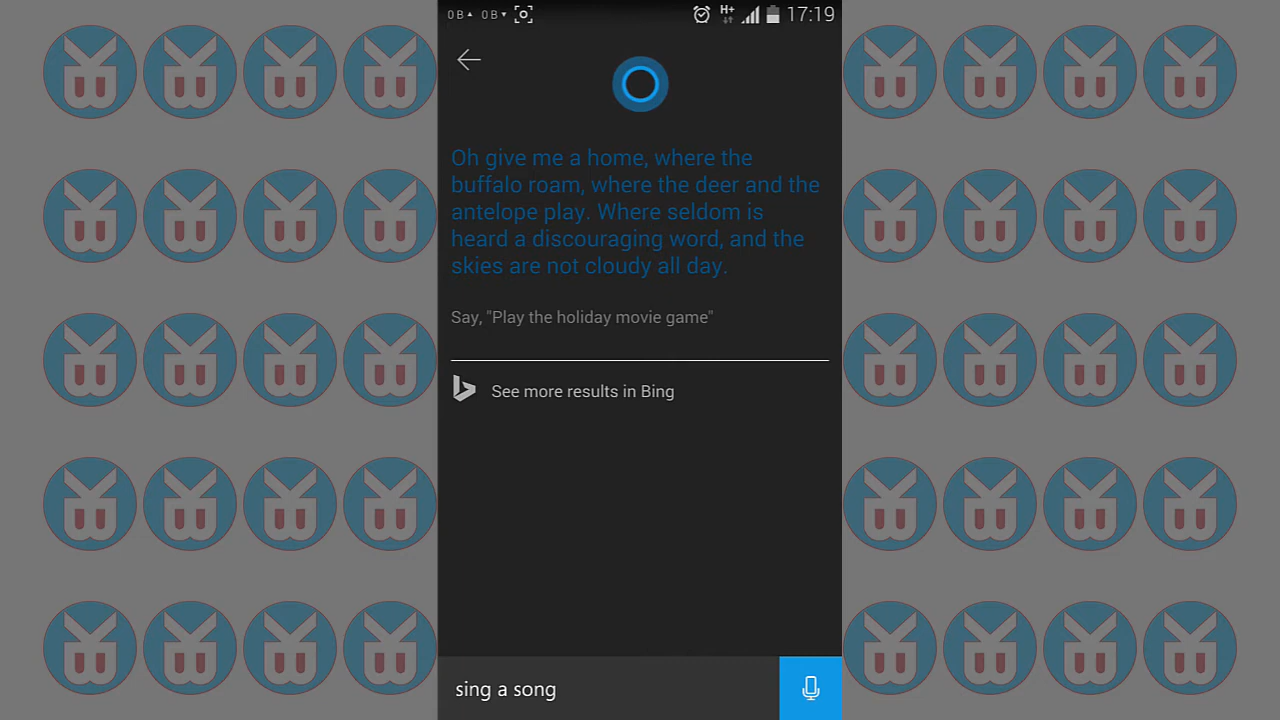 0 B▲ 0 B▼ H+ 17:19
Oh give me a home, where the
buffalo roam, where the deer and the
antelope play. Where seldom is
heard a discouraging word, and the
skies are not cloudy all day.
Say, "Play the holiday movie game"
See more results in Bing
sing a song